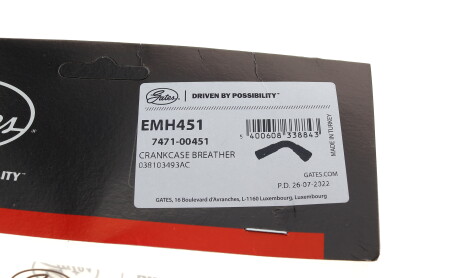 Gates
DRIVEN BY POSSIBILITY™
EMH451
7471-00451
CRANKCASE BREATHER
038103493AC
5 400608 338843
MADE IN TURKEY
GATES.COM
P.D. 26-07-2322
GATES, 16 Boulevard d'Avranches, L-1160 Luxembourg, Luxembourg
Gates
ILITY™